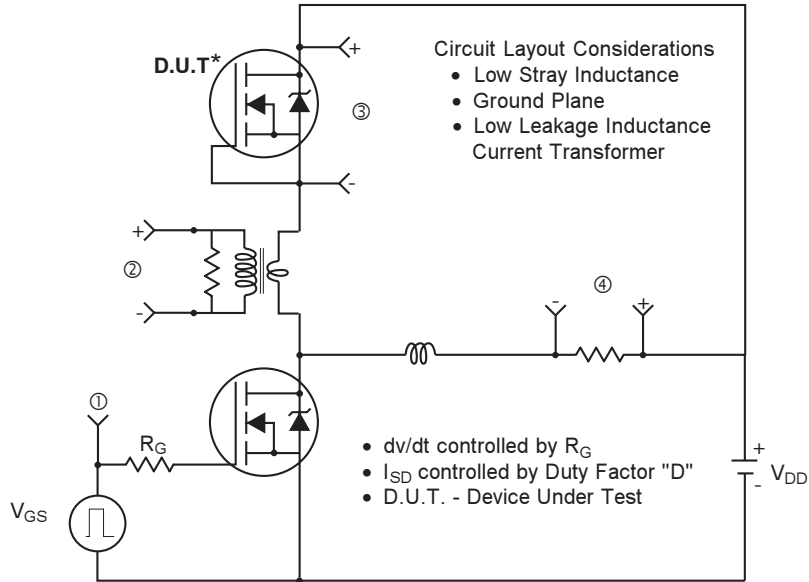 D.U.T*
+
③
-
Circuit Layout Considerations
• Low Stray Inductance
• Ground Plane
• Low Leakage Inductance
Current Transformer
+
②
-
④
-
+
①
R_G
V_GS
• dv/dt controlled by R_G
• I_SD controlled by Duty Factor "D"
• D.U.T. - Device Under Test
+
-
V_DD